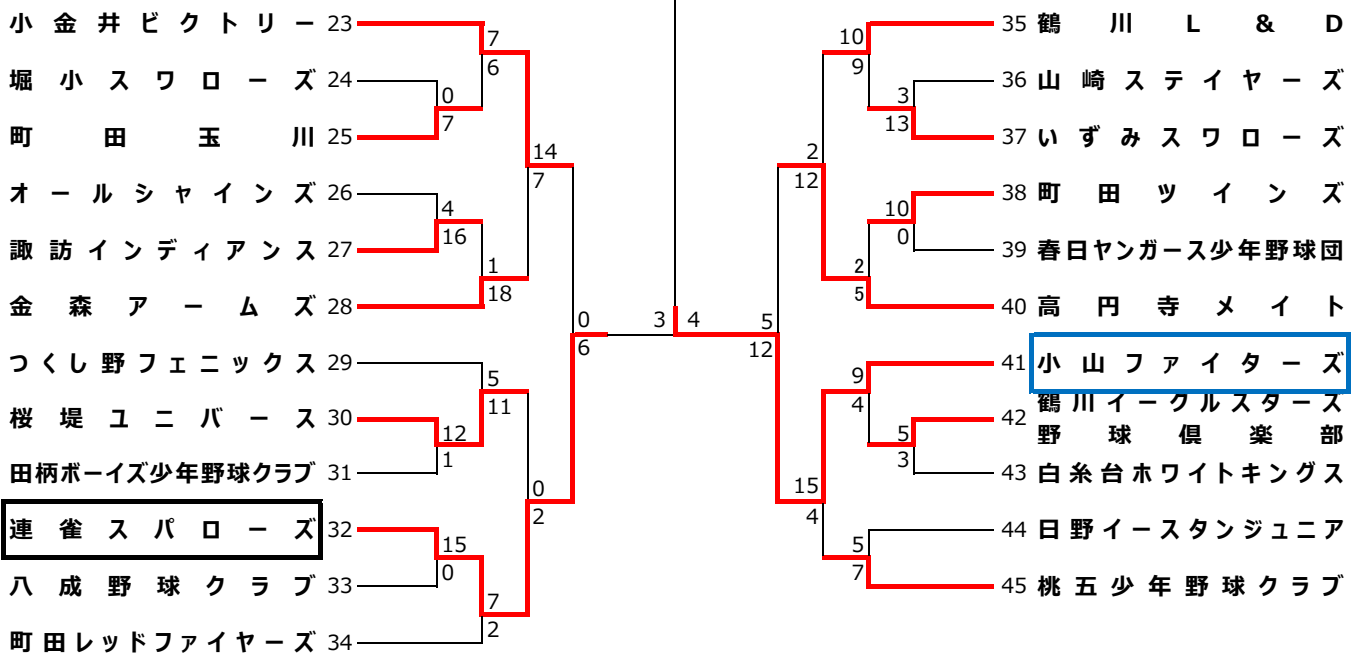 小金井ビクトリー 23
7
6
堀小スワローズ 24
0
7
町田玉川 25
14
7
オールシャインズ 26
4
16
諏訪インディアンス 27
1
18
金森アームズ 28
0
6
つくし野フェニックス 29
5
11
桜堤ユニバース 30
12
1
田柄ボーイズ少年野球クラブ 31
0
2
連雀スパローズ 32
15
0
八成野球クラブ 33
7
2
町田レッドファイヤーズ 34
3 4
35 鶴川L&D
10
9
36 山崎ステイヤーズ
3
13
37 いずみスワローズ
2
12
38 町田ツインズ
10
0
39 春日ヤンガース少年野球団
2
5
40 高円寺メイト
5
12
41 小山ファイターズ
9
4
42 鶴川イーグルスターズ
野球倶楽部
5
3
43 白糸台ホワイトキングス
15
4
44 日野イースタンジュニア
5
7
45 桃五少年野球クラブ